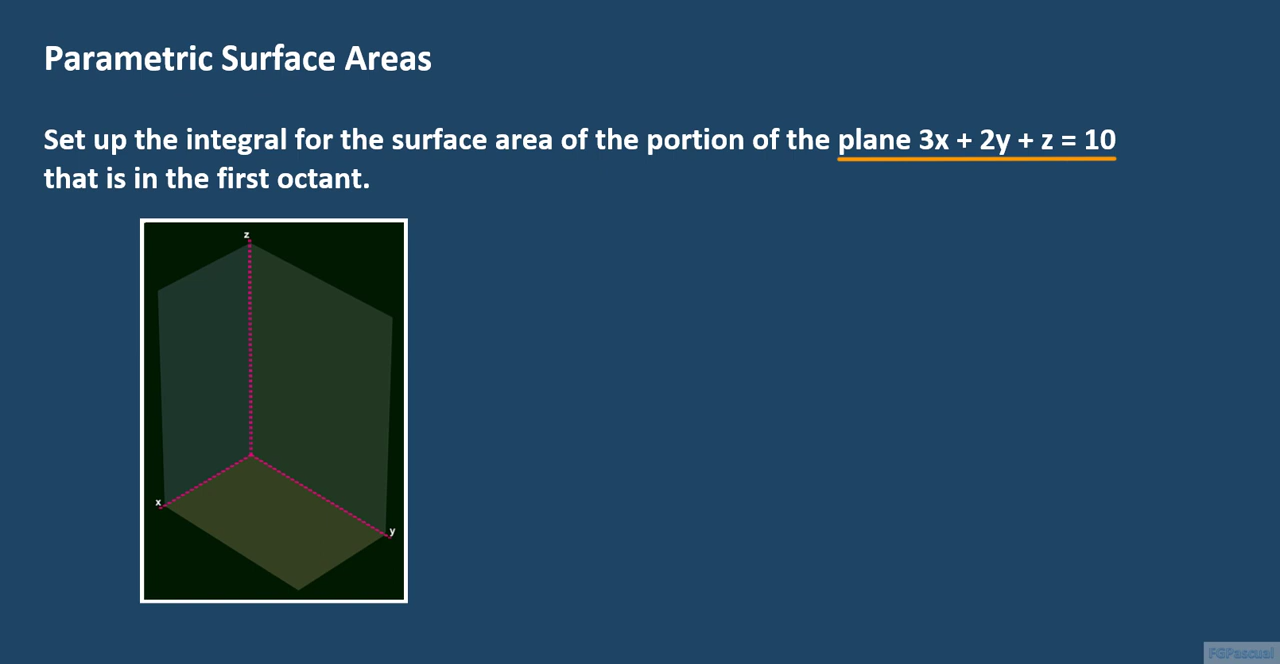 Parametric Surface Areas
Set up the integral for the surface area of the portion of the plane 3x + 2y + z = 10
that is in the first octant.
z
x
y
FGPascual